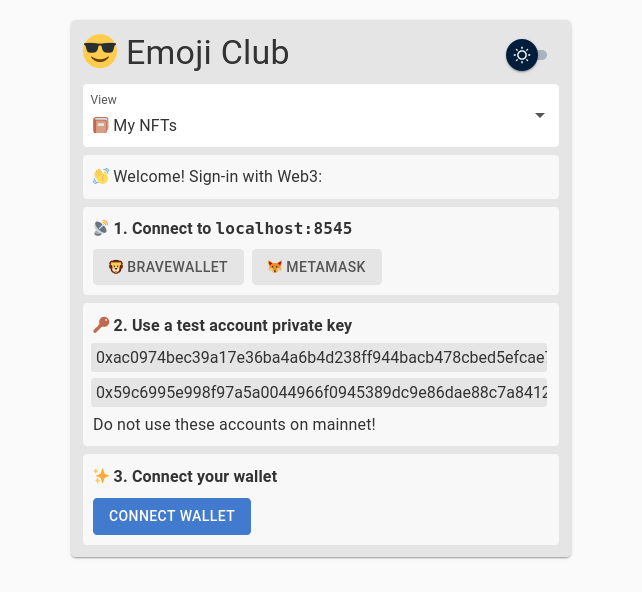 😎 Emoji Club
View
📔 My NFTs
👋 Welcome! Sign-in with Web3:
📡 1. Connect to localhost:8545
🦁 BRAVEWALLET 🦊 METAMASK
🔑 2. Use a test account private key
0xac0974bec39a17e36ba4a6b4d238ff944bacb478cbed5efcae
0x59c6995e998f97a5a0044966f0945389dc9e86dae88c7a8412
Do not use these accounts on mainnet!
✨ 3. Connect your wallet
CONNECT WALLET